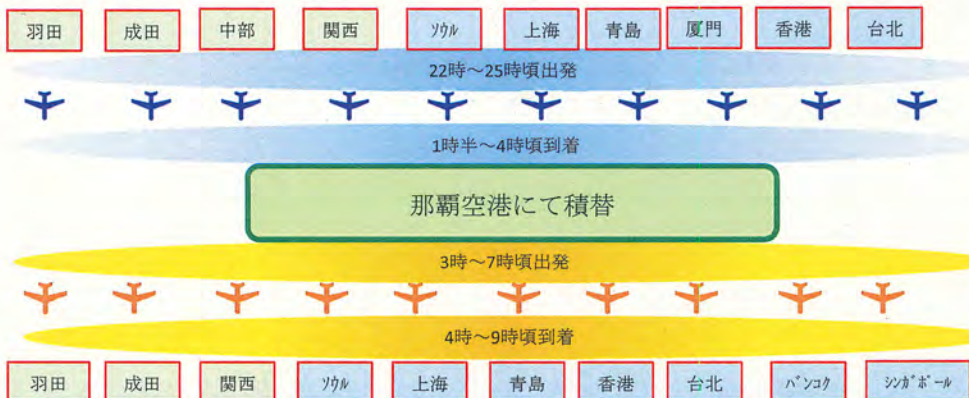 羽田 成田 中部 関西 ソウル 上海 青島 厦門 香港 台北
22時～25時頃出発
1時半～4時頃到着
那覇空港にて積替
3時～7時頃出発
4時～9時頃到着
羽田 成田 関西 ソウル 上海 青島 香港 台北 バンコク シンガポール